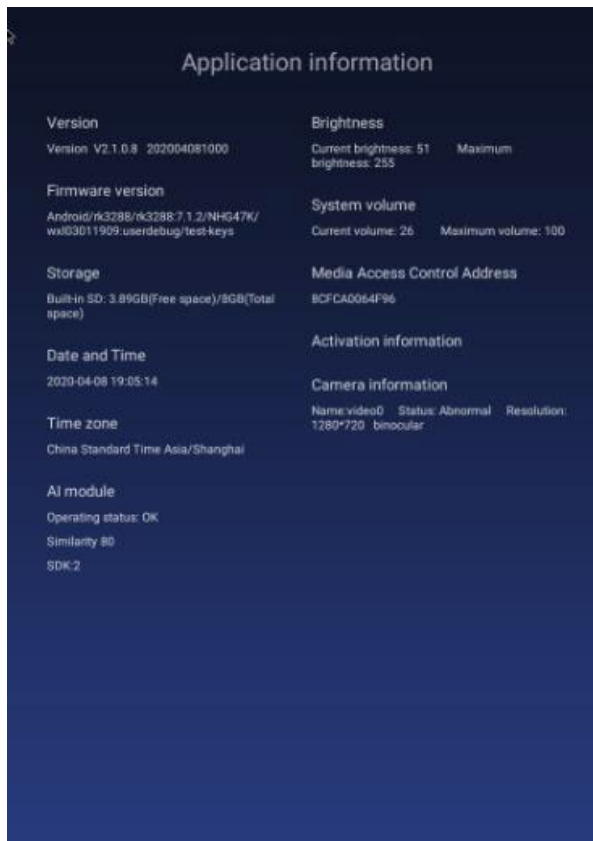 Application information
Version
Version V2.1.0.8 202004081000
Firmware version
Android/rk3288/rk3288:7.1.2/NHG47K/
wxl03011909:userdebug/test-keys
Storage
Built-in SD: 3.89GB(Free space)/8GB(Total
space)
Date and Time
2020-04-08 19:05:14
Time zone
China Standard Time Asia/Shanghai
AI module
Operating status: OK
Similarity 80
SDK:2
Brightness
Current brightness: 51 Maximum
brightness: 255
System volume
Current volume: 26 Maximum volume: 100
Media Access Control Address
BCFCA0064F96
Activation information
Camera information
Name:video0 Status: Abnormal Resolution:
1280*720 binocular